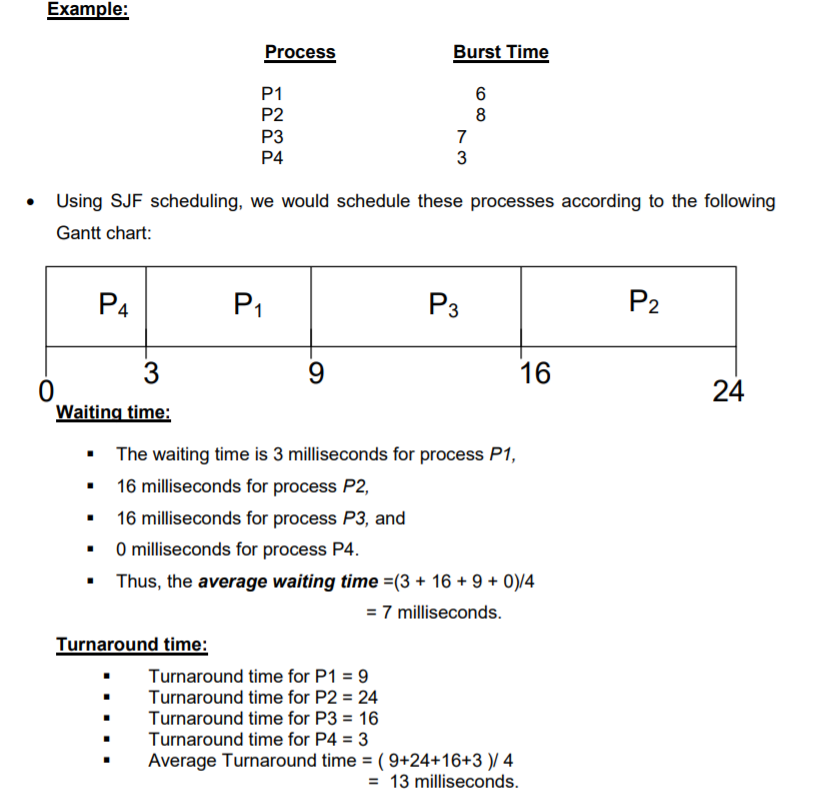 Example:
Process Burst Time
P1 6
P2 8
P3 7
P4 3
• Using SJF scheduling, we would schedule these processes according to the following
Gantt chart:
P4 P1 P3 P2
0 3 9 16 24
Waiting time:
▪ The waiting time is 3 milliseconds for process P1,
▪ 16 milliseconds for process P2,
▪ 16 milliseconds for process P3, and
▪ 0 milliseconds for process P4.
▪ Thus, the average waiting time =(3 + 16 + 9 + 0)/4
= 7 milliseconds.
Turnaround time:
▪ Turnaround time for P1 = 9
▪ Turnaround time for P2 = 24
▪ Turnaround time for P3 = 16
▪ Turnaround time for P4 = 3
▪ Average Turnaround time = ( 9+24+16+3 )/ 4
= 13 milliseconds.